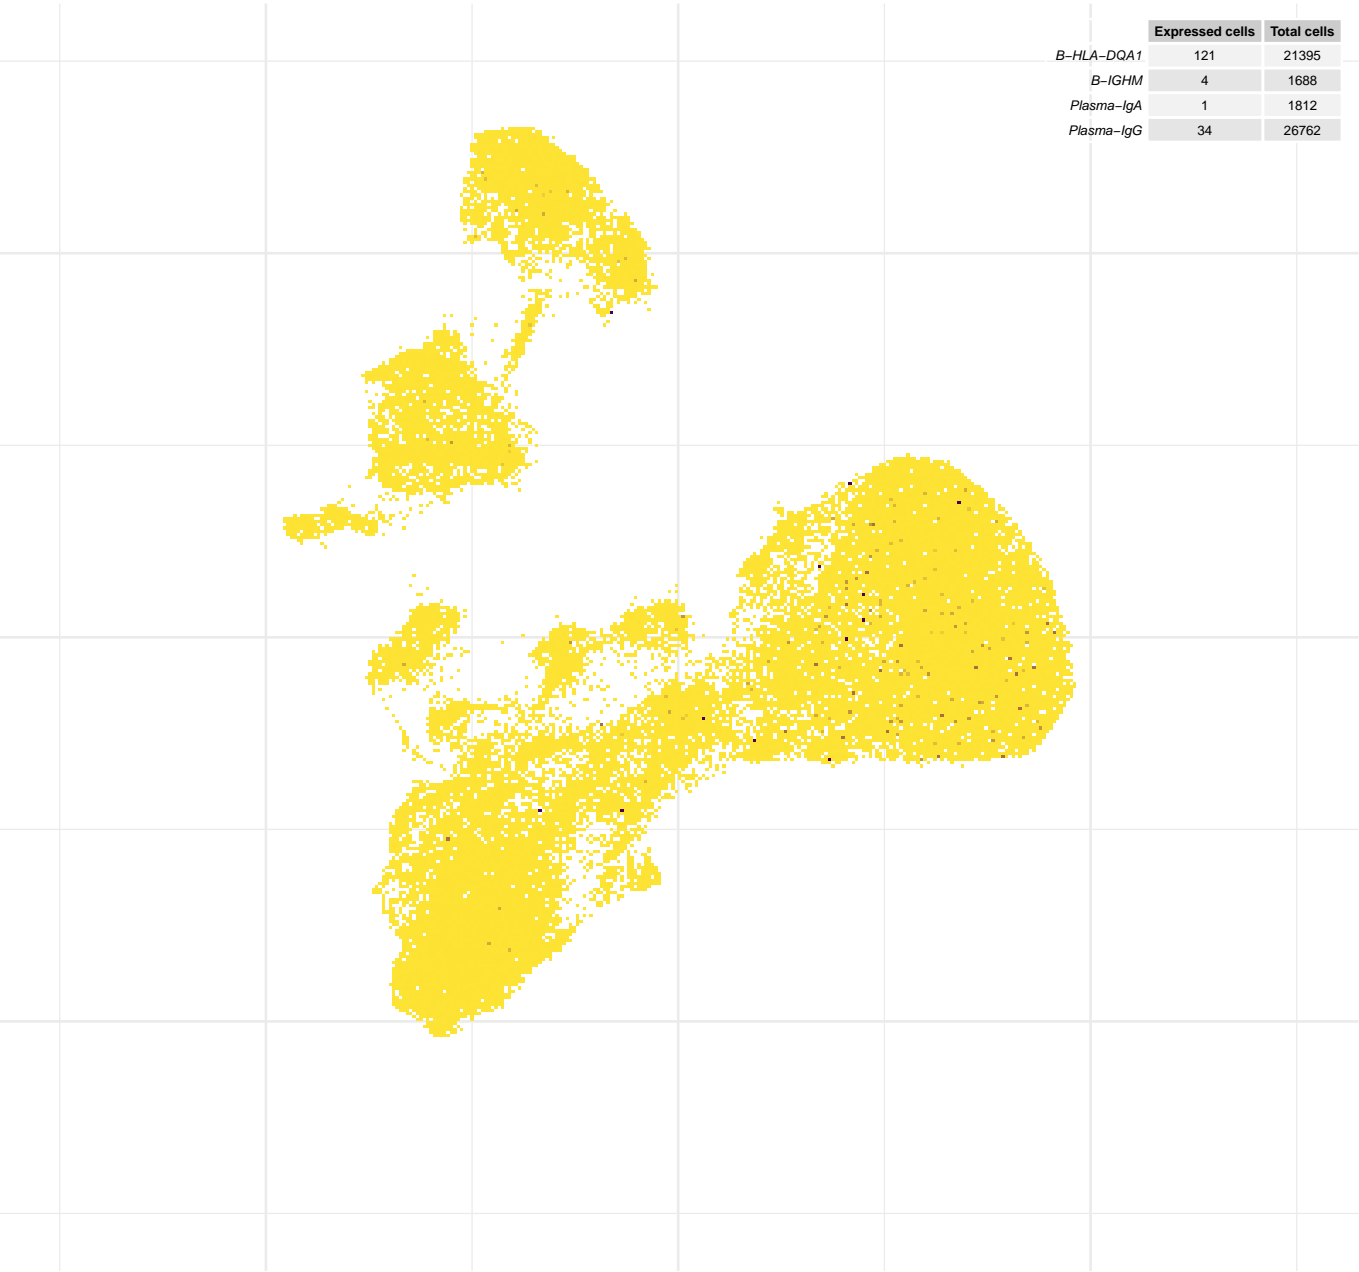 Expressed cells Total cells
B−HLA−DQA1 121 21395
B−IGHM 4 1688
Plasma−IgA 1 1812
Plasma−IgG 34 26762